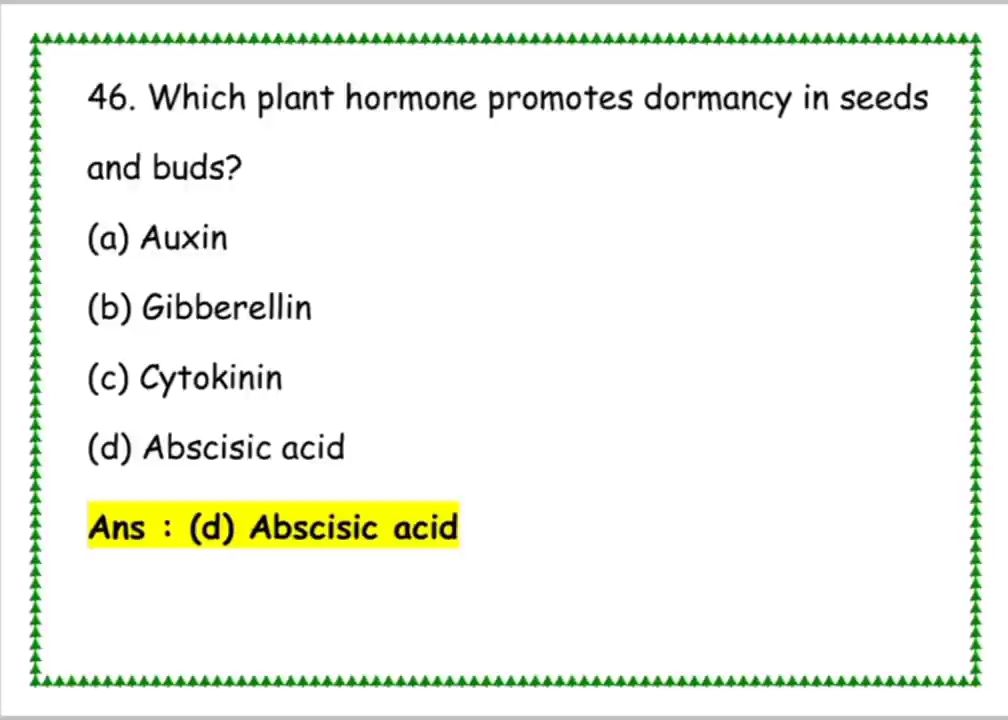 46. Which plant hormone promotes dormancy in seeds
and buds?
(a) Auxin
(b) Gibberellin
(c) Cytokinin
(d) Abscisic acid
Ans : (d) Abscisic acid